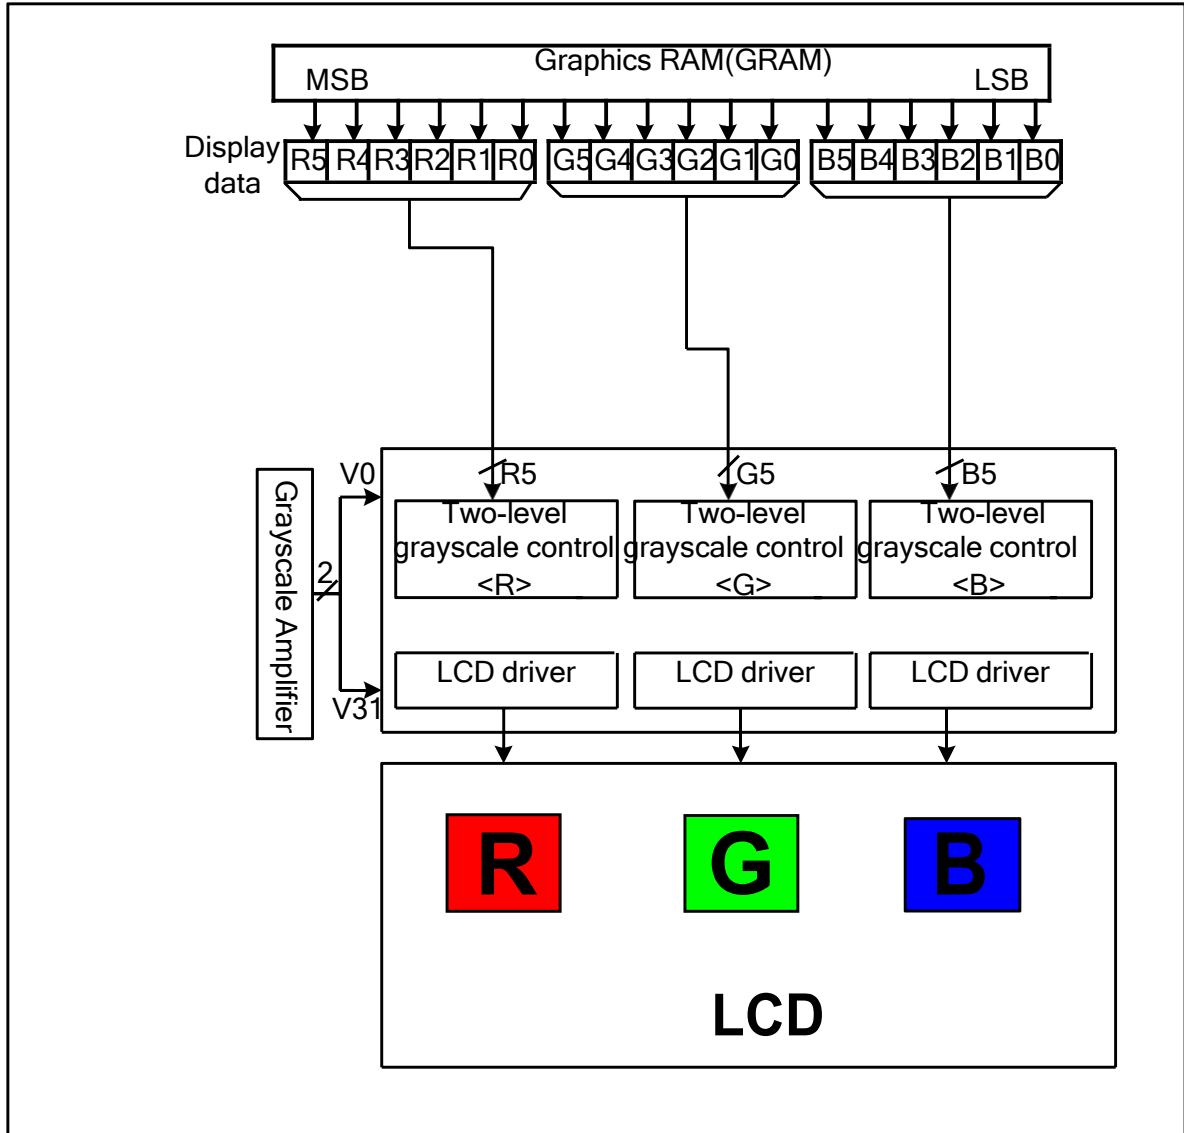 Graphics RAM(GRAM)
MSB LSB
Display
data
R5 R4 R3 R2 R1 R0 G5 G4 G3 G2 G1 G0 B5 B4 B3 B2 B1 B0
V0 R5 G5 B5
Grayscale Amplifier
2
Two-level
grayscale control
<R>
Two-level
grayscale control
<G>
Two-level
grayscale control
<B>
V31
LCD driver LCD driver LCD driver
R G B
LCD